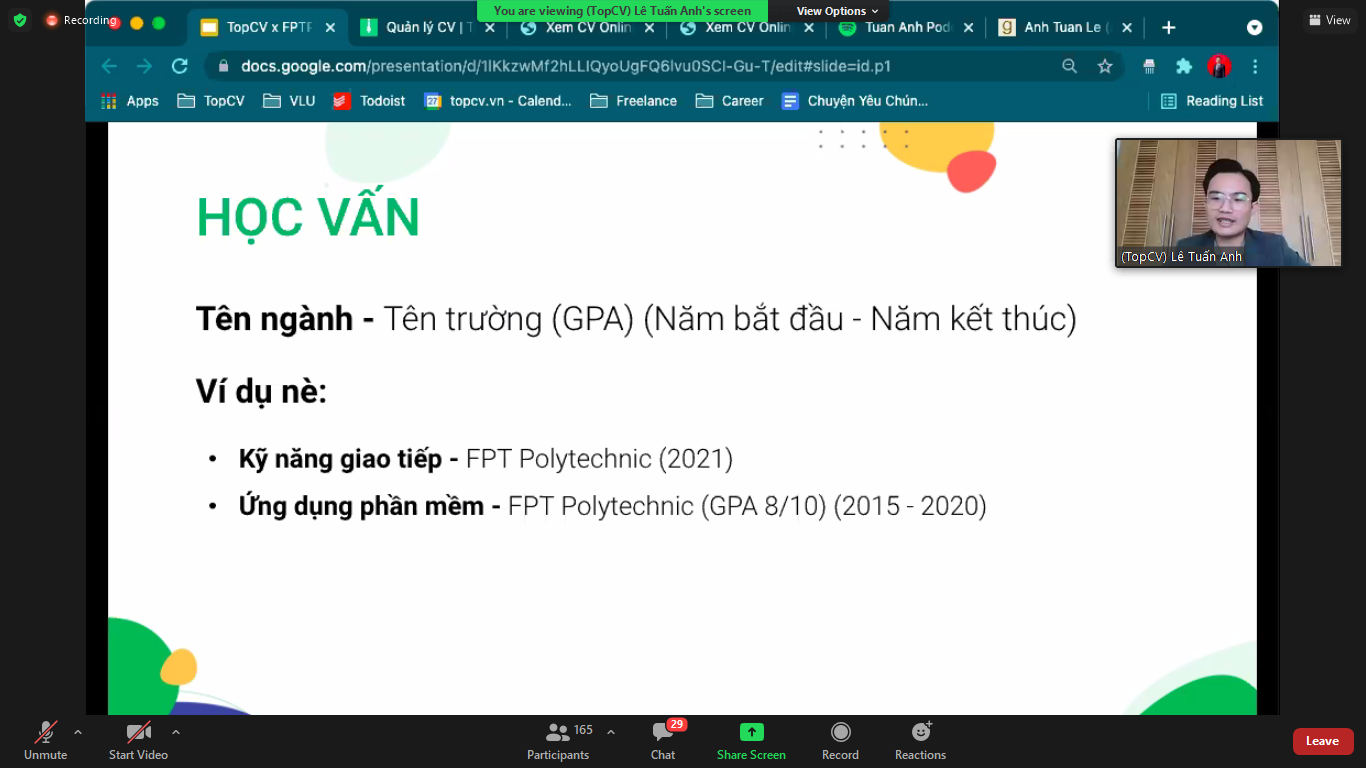 Recording
You are viewing (TopCV) Lê Tuấn Anh's screen
View Options
View
TopCV x FPTP
Quản lý CV | T
Xem CV Onlin
Xem CV Onlin
Tuan Anh Pod
Anh Tuan Le (
docs.google.com/presentation/d/1IKkzwMf2hLLIQyoUgFQ6lvu0SCI-Gu-T/edit#slide=id.p1
Apps
TopCV
VLU
Todoist
27
topcv.vn - Calend...
Freelance
Career
Chuyện Yêu Chún...
Reading List
HỌC VẤN
(TopCV) Lê Tuấn Anh
Tên ngành - Tên trường (GPA) (Năm bắt đầu - Năm kết thúc)
Ví dụ nè:
• Kỹ năng giao tiếp - FPT Polytechnic (2021)
• Ứng dụng phần mềm - FPT Polytechnic (GPA 8/10) (2015 - 2020)
Unmute
Start Video
165
Participants
29
Chat
Share Screen
Record
Reactions
Leave